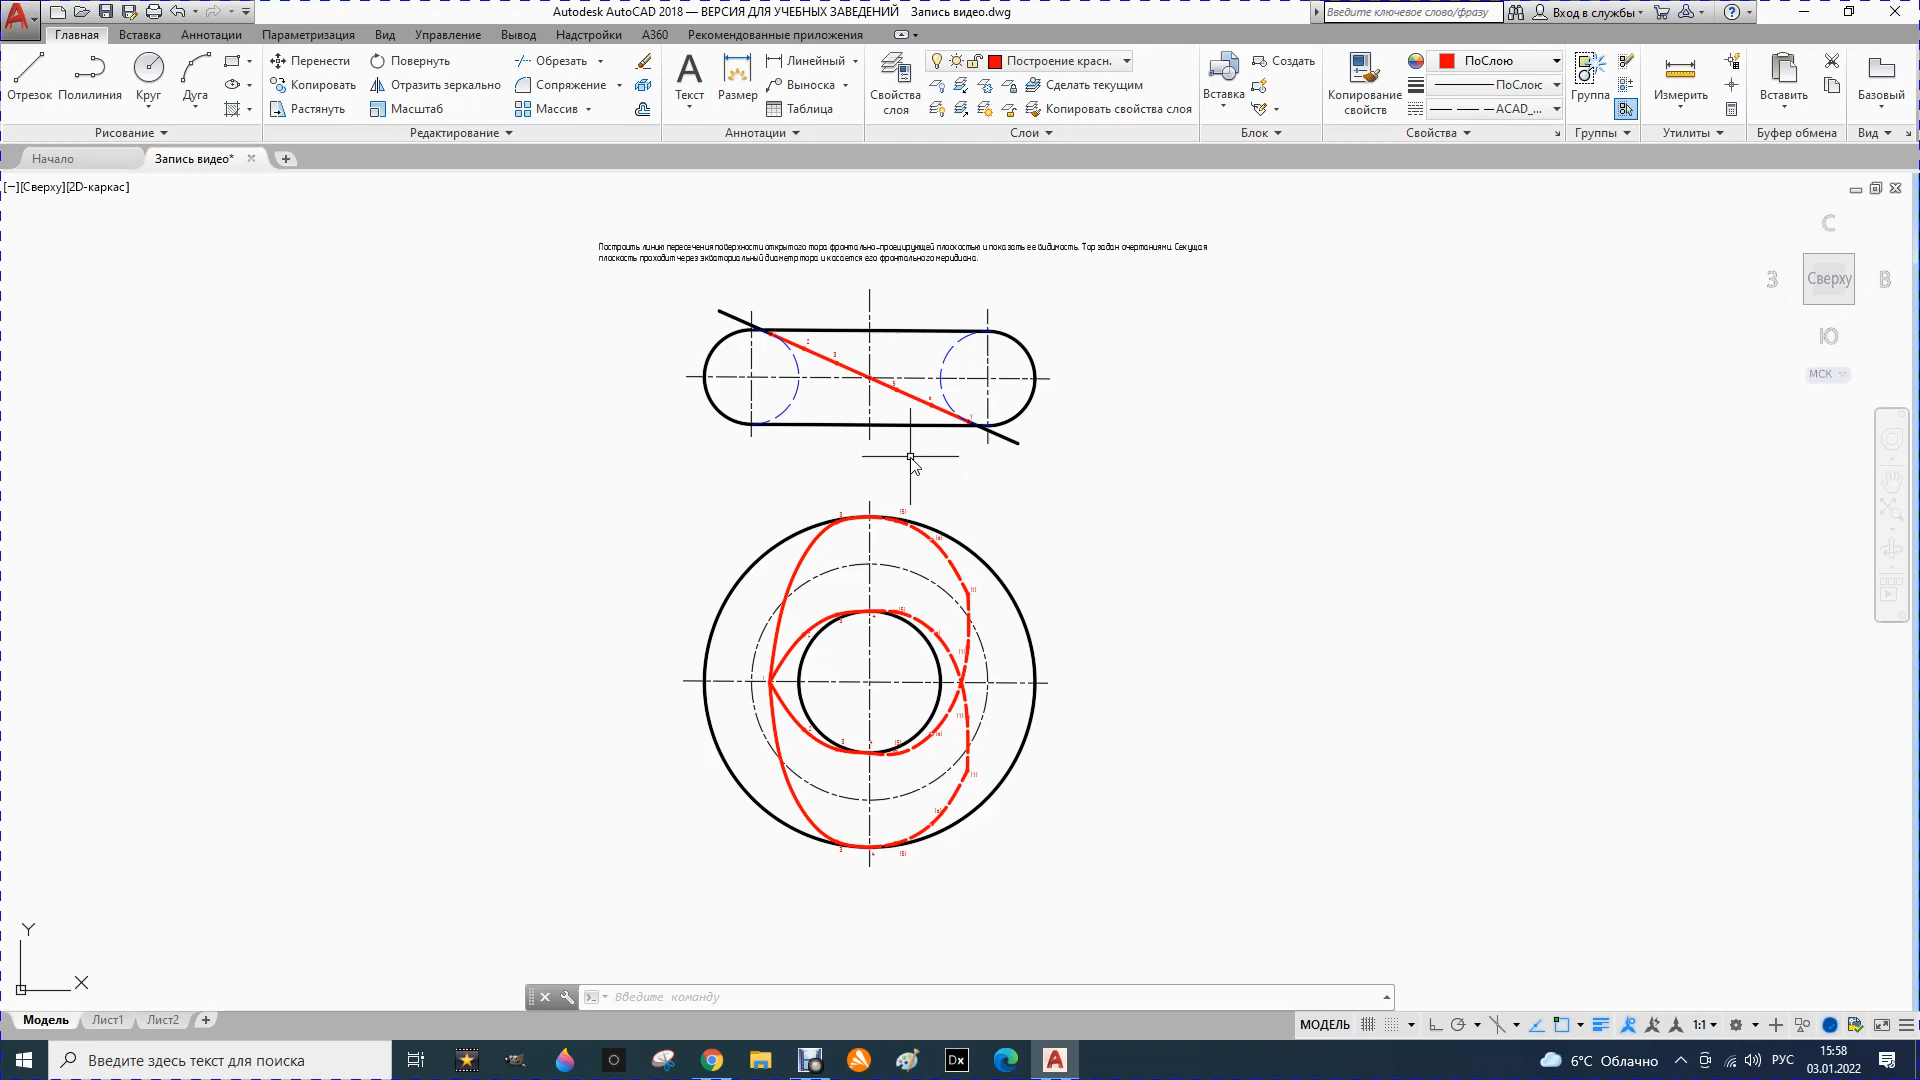 Autodesk AutoCAD 2018 — ВЕРСИЯ ДЛЯ УЧЕБНЫХ ЗАВЕДЕНИЙ Запись видео.dwg
Введите ключевое слово/фразу
Вход в службы
Главная Вставка Аннотации Параметризация Вид Управление Вывод Надстройки A360 Рекомендованные приложения
Отрезок Полилиния Круг Дуга
Перенести Повернуть Обрезать
Копировать Отразить зеркально Сопряжение
Растянуть Масштаб Массив
Текст Размер
Линейный
Выноска
Таблица
Свойства слоя
Построение красн.
Сделать текущим
Копировать свойства слоя
Вставка
Создать
Копирование свойств
ПоСлою
ПоСлою
ACAD_...
Группа
Измерить
Вставить
Базовый
Рисование Редактирование Аннотации Слои Блок Свойства Группы Утилиты Буфер обмена Вид
Начало Запись видео*
[−][Сверху][2D-каркас]
Построить линию пересечения поверхности открытого тора фронтально-проецирующей плоскостью и показать ее видимость. Тор задан очертаниями. Секущая
плоскость проходит через экваториальный диаметр тора и касается его фронтального меридиана.
С
З Сверху В
Ю
МСК
Y
X
Введите команду
Модель Лист1 Лист2
МОДЕЛЬ
1:1
Введите здесь текст для поиска
Dx
6°C Облачно
РУС
15:58
03.01.2022